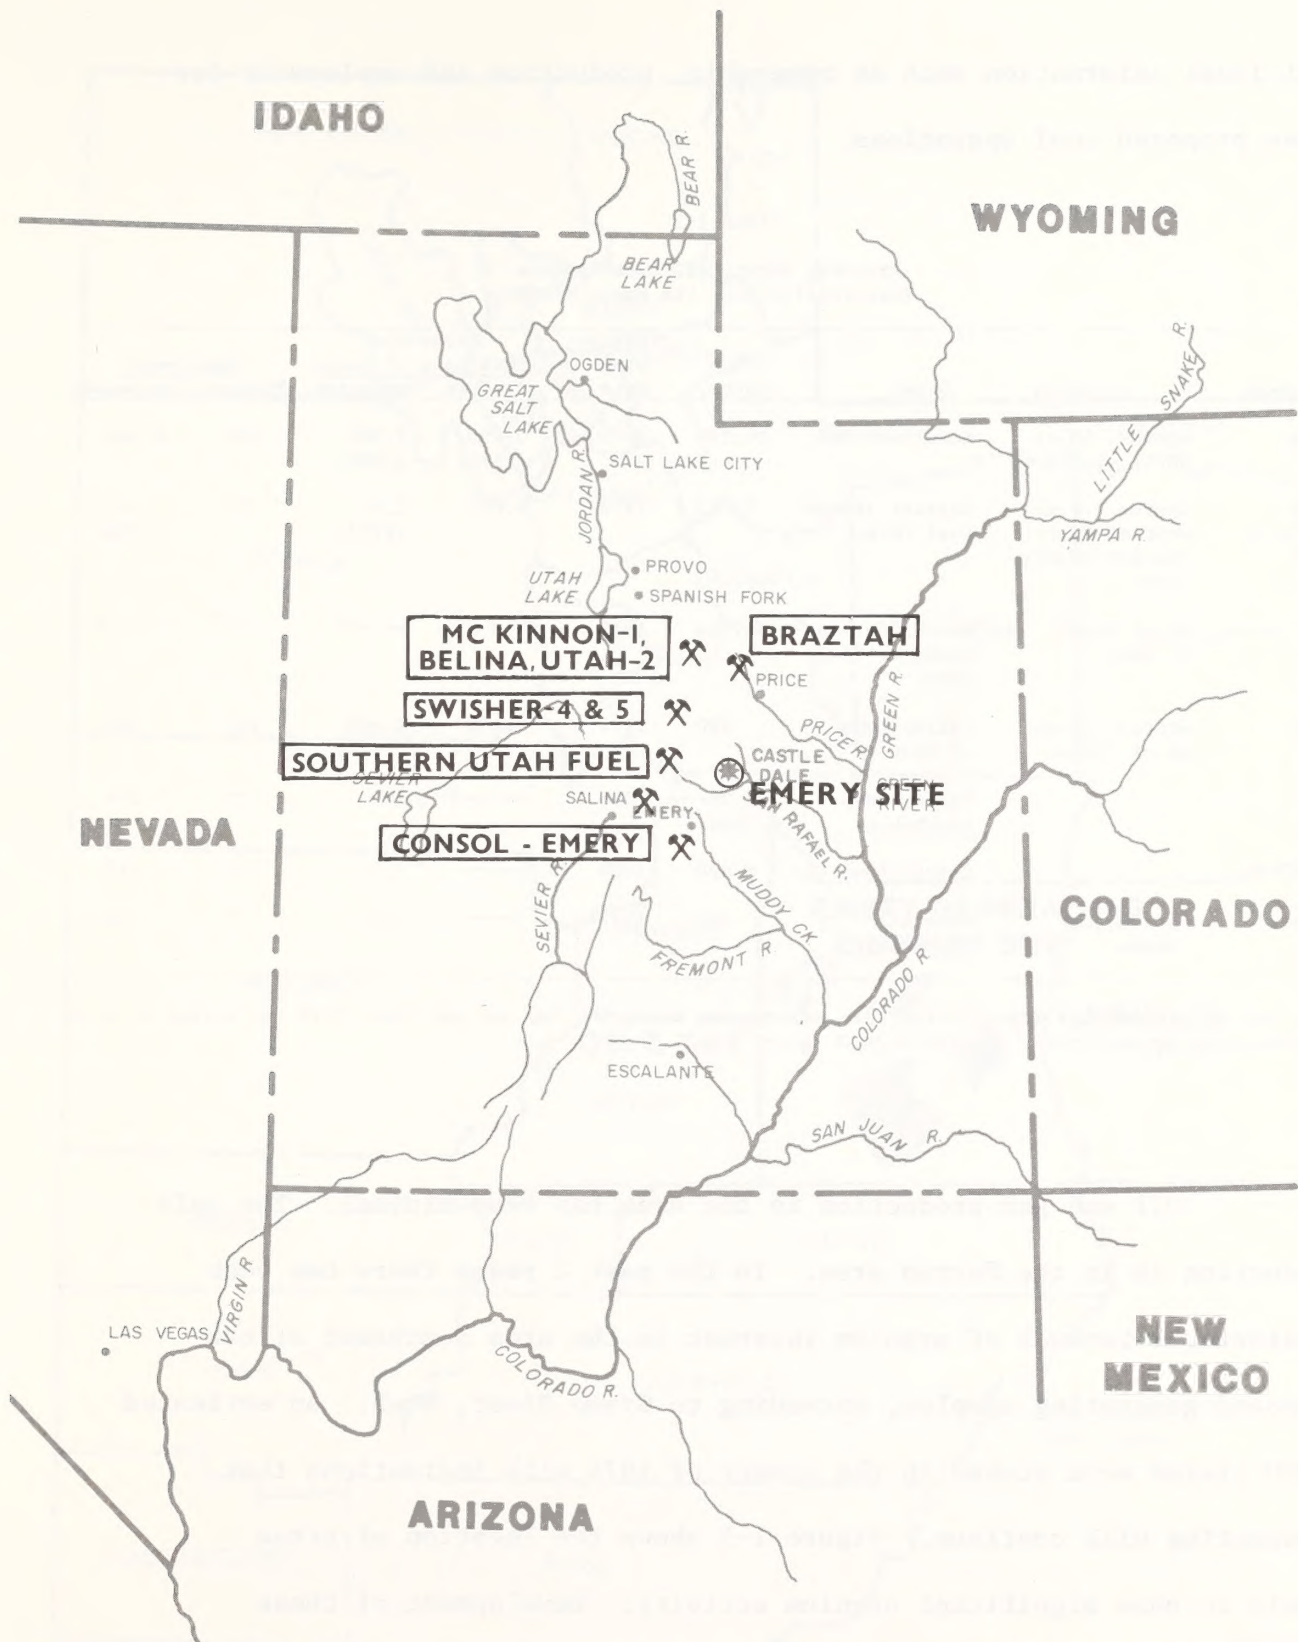 IDAHO
WYOMING
BEAR R.
BEAR
LAKE
OGDEN
GREAT
SALT
LAKE
SALT LAKE CITY
JORDAN R.
LITTLE SNAKE R.
YAMPA R.
PROVO
UTAH
LAKE
SPANISH FORK
MC KINNON-1,
BELINA, UTAH-2
BRAZTAH
PRICE
SWISHER-4 & 5
PRICE R.
GREEN R.
SOUTHERN UTAH FUEL
CASTLE
DALE
SEVIER
LAKE
EMERY SITE
GREEN
RIVER
SALINA
EMERY
SAN RAFAEL R.
NEVADA
CONSOL - EMERY
SEVIER R.
MUDDY CK
COLORADO
FREMONT R
COLORADO R.
ESCALANTE
SAN JUAN R.
VIRGIN R
LAS VEGAS
COLORADO R.
NEW
MEXICO
ARIZONA